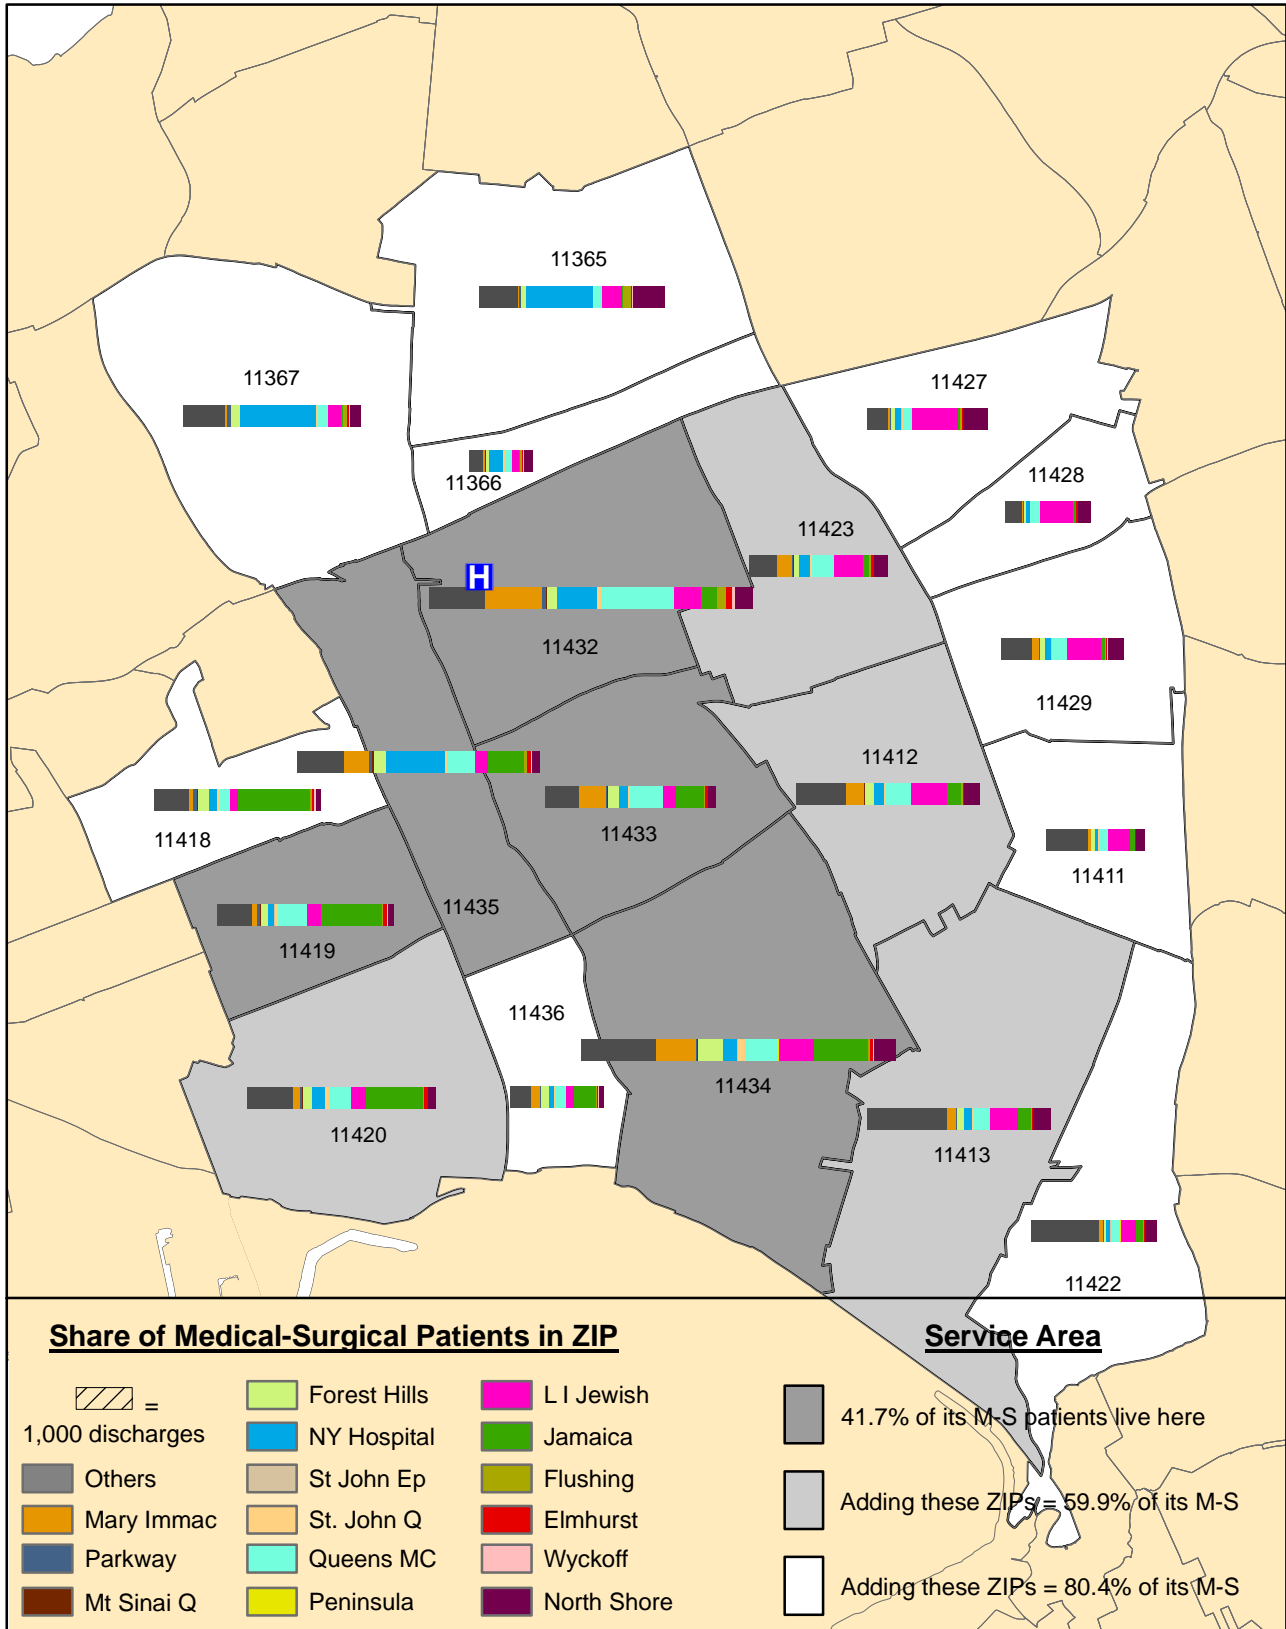 11365
11367
11427
11366
11428
11423
H
11432
11429
11412
11433
11418
11411
11435
11419
11436
11434
11420
11413
11422
Share of Medical-Surgical Patients in ZIP
=
1,000 discharges
Others
Mary Immac
Parkway
Mt Sinai Q
Forest Hills
NY Hospital
St John Ep
St. John Q
Queens MC
Peninsula
L I Jewish
Jamaica
Flushing
Elmhurst
Wyckoff
North Shore
Service Area
41.7% of its M-S patients live here
Adding these ZIPs = 59.9% of its M-S
Adding these ZIPs = 80.4% of its M-S